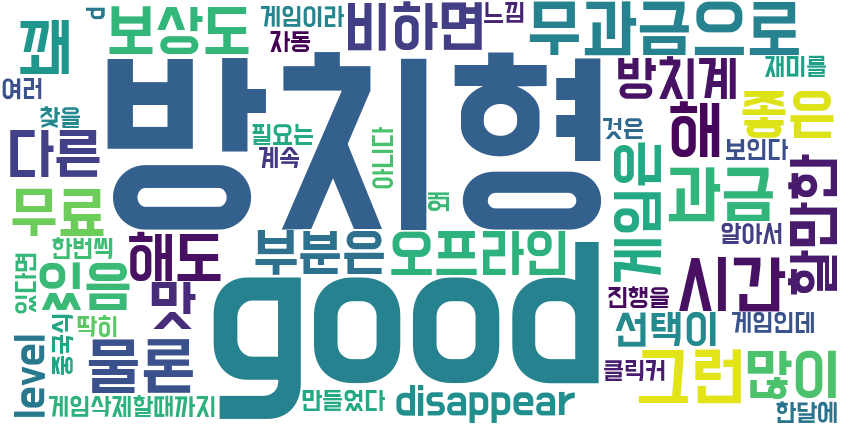 d
보상도
게임이라
느낌
자동
비하면
무과금으로
꽤
여러
방치형
방치계
재미를
찾을
다른
필요는
계속
아니다
해
것은
좋은
보인다
무료
게임은
과금
할만한
해도
부분은
오프라인
알아서
한번씩
있음
있다면
맛
good
시간
진행을
중국식
딱히
선택이
게임인데
level
물론
클릭커
그런
많이
게임삭제할때까지
만들었다
disappear
한달에